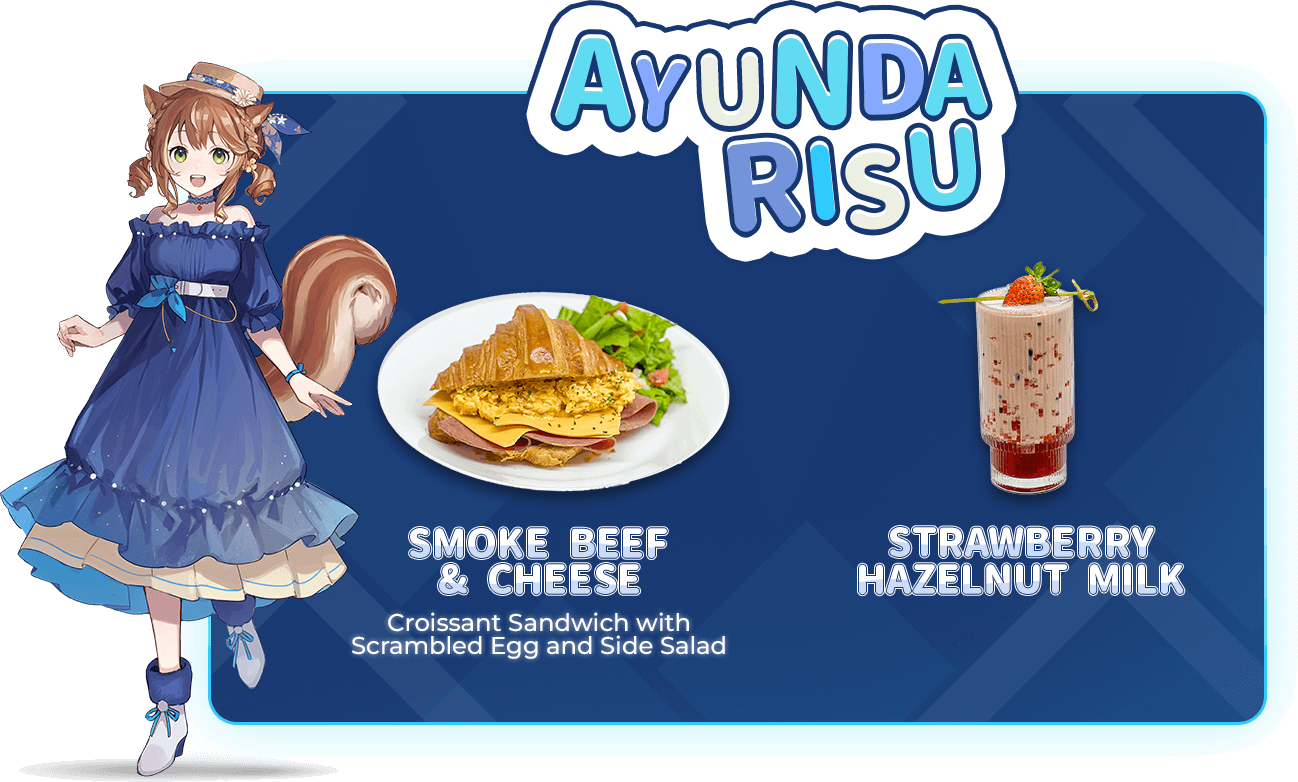 AYUNDA
RISU
SMOKE BEEF
& CHEESE
Croissant Sandwich with
Scrambled Egg and Side Salad
STRAWBERRY
HAZELNUT MILK